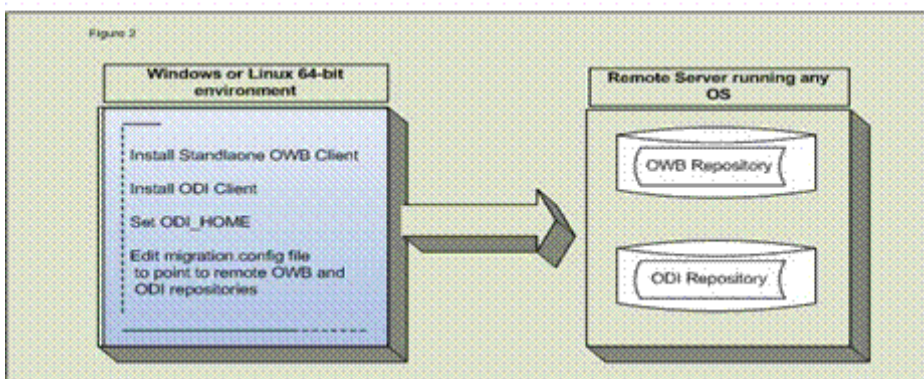 Figure 2
Windows or Linux 64-bit
environment
Install Standlaone OWB Client
Install ODI Client
Set ODI_HOME
Edit migration.config file
to point to remote OWB and
ODI repositories
Remote Server running any
OS
OWB Repository
ODI Repository